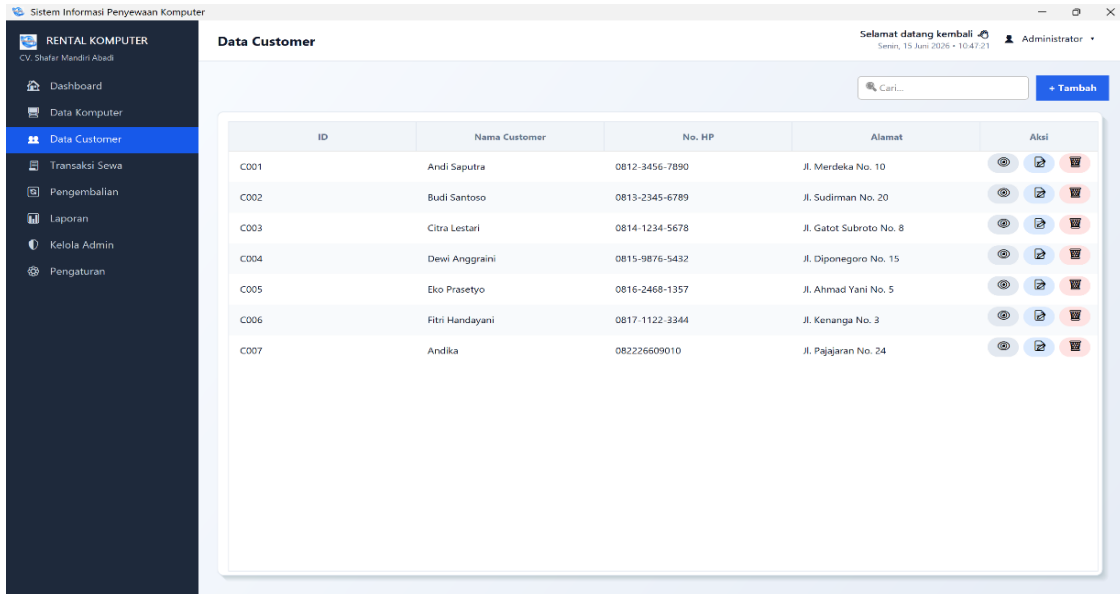 Sistem Informasi Penyewaan Komputer
RENTAL KOMPUTER
CV. Shafar Mandiri Abadi
Dashboard
Data Komputer
Data Customer
Transaksi Sewa
Pengembalian
Laporan
Kelola Admin
Pengaturan
Data Customer
Selamat datang kembali
Senin, 15 Juni 2026 • 10:47:21
Administrator
Cari...
+ Tambah
ID Nama Customer No. HP Alamat Aksi
C001 Andi Saputra 0812-3456-7890 Jl. Merdeka No. 10
C002 Budi Santoso 0813-2345-6789 Jl. Sudirman No. 20
C003 Citra Lestari 0814-1234-5678 Jl. Gatot Subroto No. 8
C004 Dewi Anggraini 0815-9876-5432 Jl. Diponegoro No. 15
C005 Eko Prasetyo 0816-2468-1357 Jl. Ahmad Yani No. 5
C006 Fitri Handayani 0817-1122-3344 Jl. Kenanga No. 3
C007 Andika 082226609010 Jl. Pajajaran No. 24